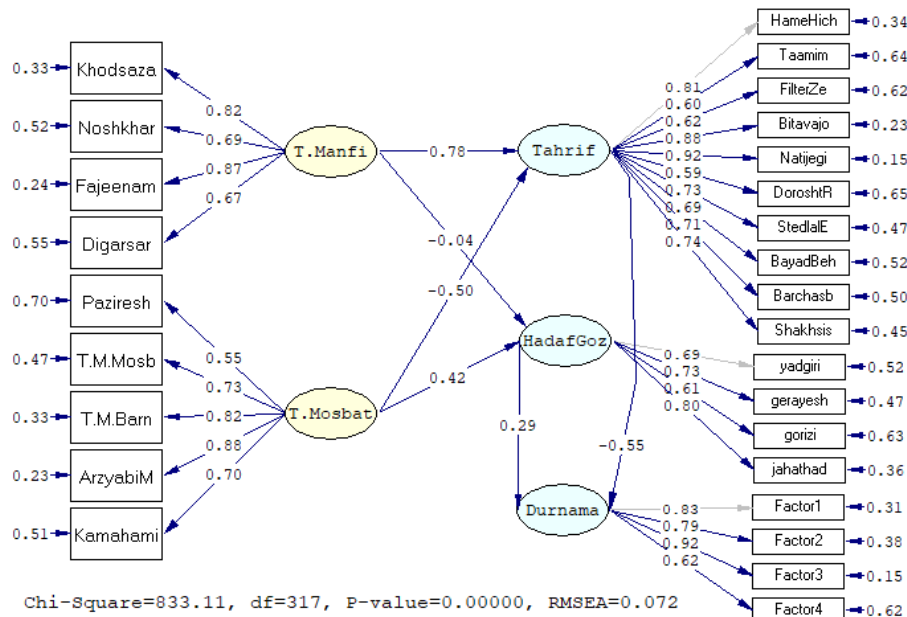 0.33 Khodsaza
0.52 Noshkhar
0.24 Fajeenam
0.55 Digarsar
0.70 Paziresh
0.47 T.M.Mosb
0.33 T.M.Barn
0.23 ArzyabiM
0.51 Kamahami
0.82
0.69
0.87
0.67
0.55
0.73
0.82
0.88
0.70
T.Manfi
T.Mosbat
0.78
-0.04
-0.50
0.42
Tahrif
HadafGoz
0.29
-0.55
Durnama
0.81
0.60
0.62
0.88
0.92
0.59
0.73
0.69
0.71
0.74
0.69
0.73
0.61
0.80
0.83
0.79
0.92
0.62
HameHich 0.34
Taamim 0.64
FilterZe 0.62
Bitavajo 0.23
Natijegi 0.15
DoroshtR 0.65
StedlalE 0.47
BayadBeh 0.52
Barchasb 0.50
Shakhsis 0.45
yadgiri 0.52
gerayesh 0.47
gorizi 0.63
jahathad 0.36
Factor1 0.31
Factor2 0.38
Factor3 0.15
Factor4 0.62
Chi-Square=833.11, df=317, P-value=0.00000, RMSEA=0.072